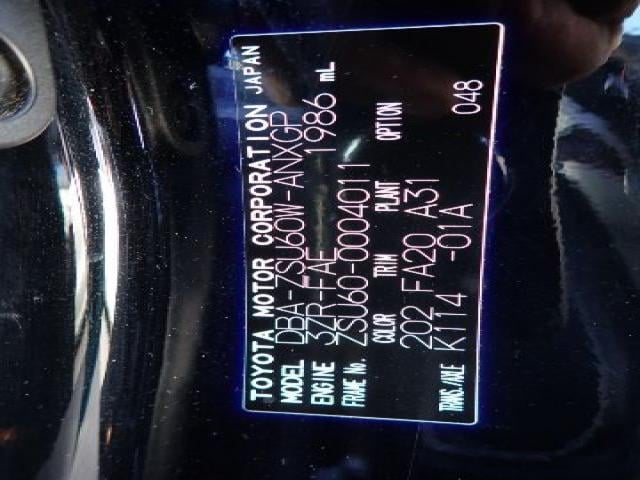 TOYOTA MOTOR CORPORATION JAPAN
MODEL DBA-ZSU60W-ANXGP
ENGINE 3ZR-FAE 1986 mL
FRAME No. ZSU60-0004011
COLOR TRIM PLANT OPTION
202 FA20 A31
TRANS./AXLE K114 -01A 048